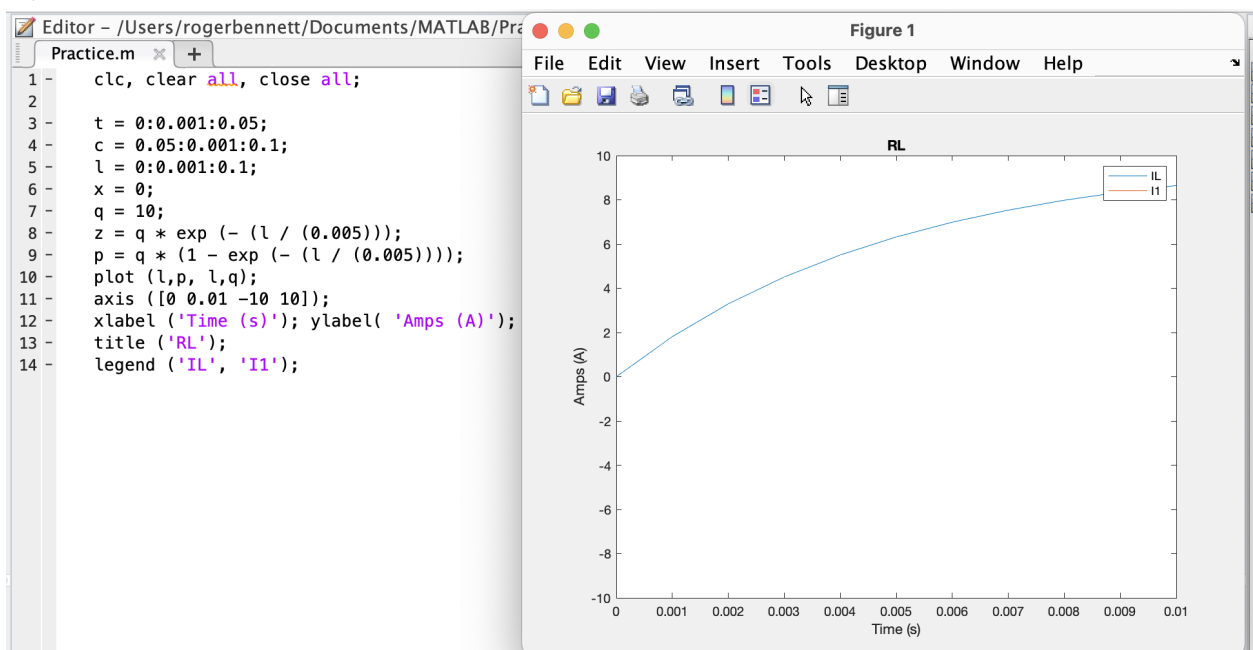 Editor – /Users/rogerbennett/Documents/MATLAB/Pra
Practice.m × +
1 – clc, clear all, close all;
2
3 – t = 0:0.001:0.05;
4 – c = 0.05:0.001:0.1;
5 – l = 0:0.001:0.1;
6 – x = 0;
7 – q = 10;
8 – z = q * exp (- (l / (0.005)));
9 – p = q * (1 - exp (- (l / (0.005))));
10 – plot (l,p, l,q);
11 – axis ([0 0.01 -10 10]);
12 – xlabel ('Time (s)'); ylabel( 'Amps (A)');
13 – title ('RL');
14 – legend ('IL', 'I1');
Figure 1
File Edit View Insert Tools Desktop Window Help
RL
IL
I1
10
8
6
4
2
0
-2
-4
-6
-8
-10
Amps (A)
0 0.001 0.002 0.003 0.004 0.005 0.006 0.007 0.008 0.009 0.01
Time (s)